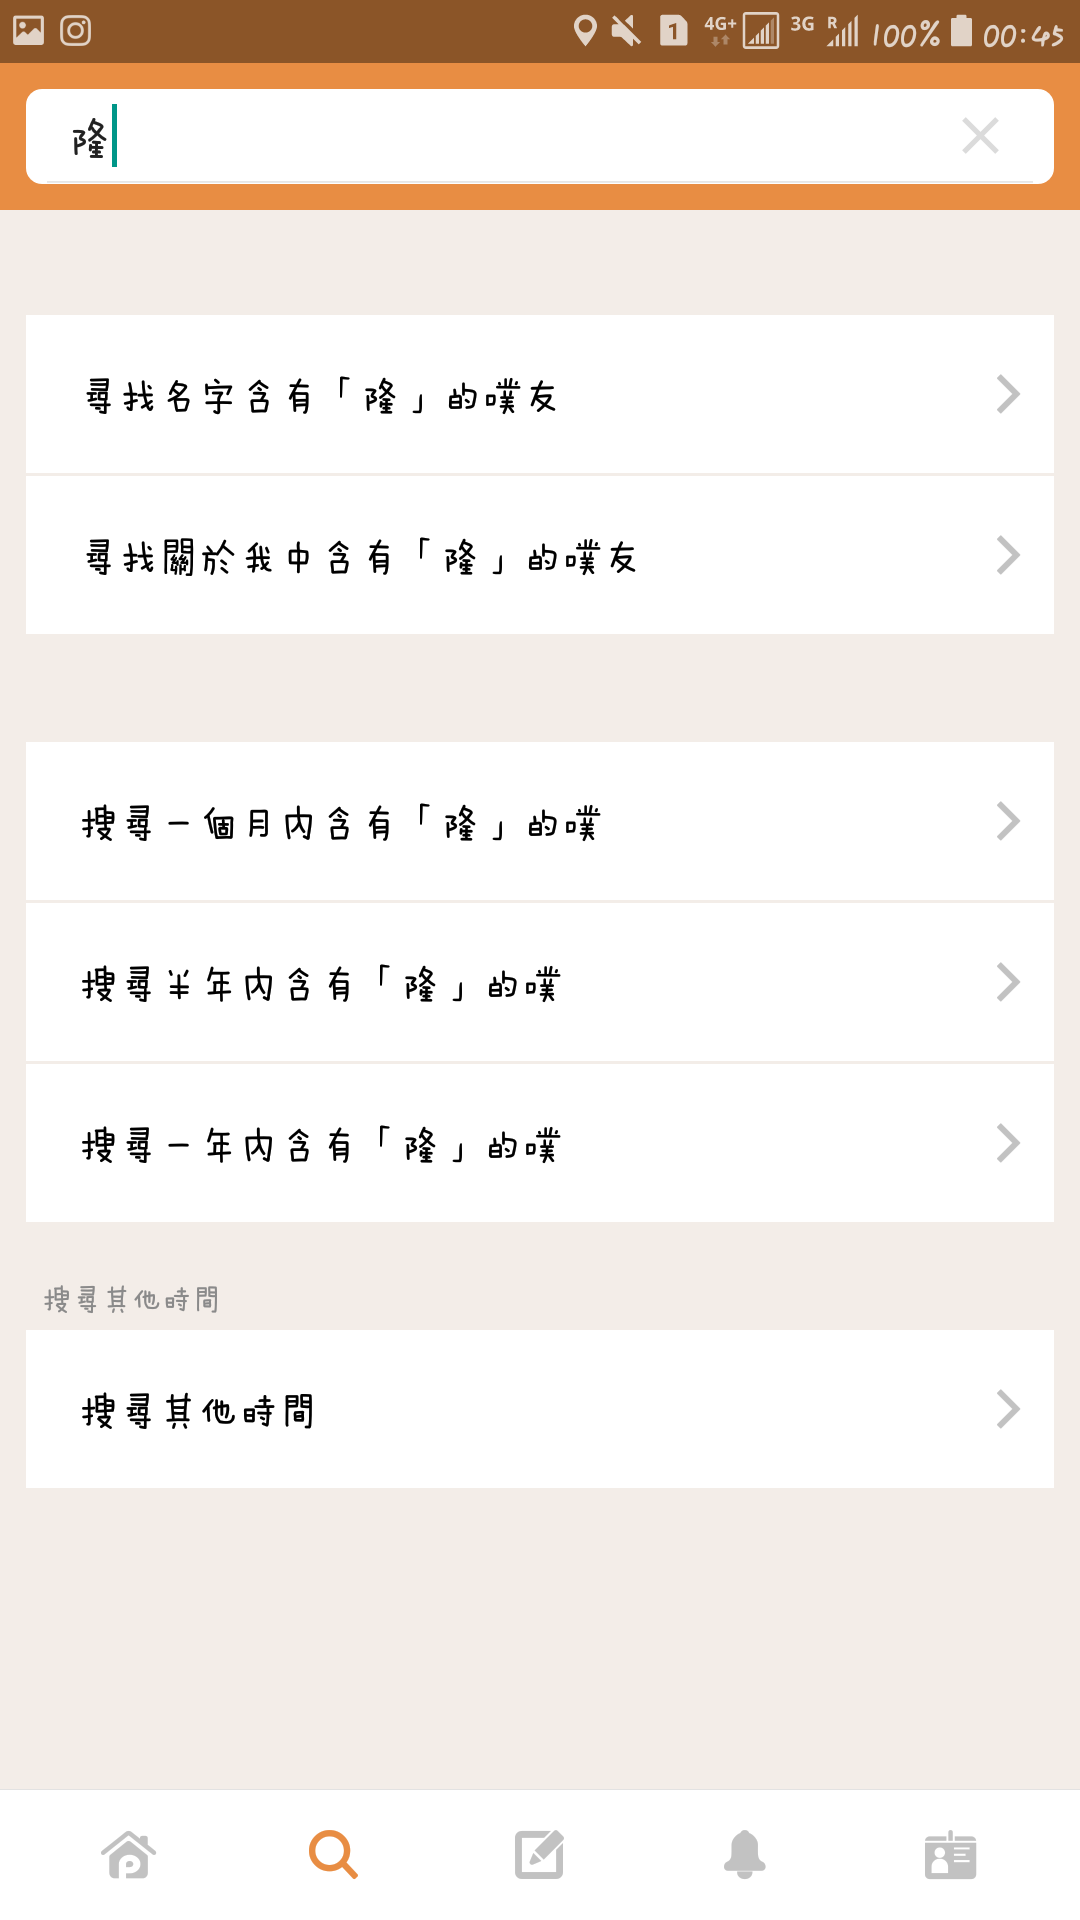 1 4G+ 3G R 100% 00:45
隆
尋找名字含有「隆」的噗友
尋找關於我中含有「隆」的噗友
搜尋一個月內含有「隆」的噗
搜尋半年內含有「隆」的噗
搜尋一年內含有「隆」的噗
搜尋其他時間
搜尋其他時間